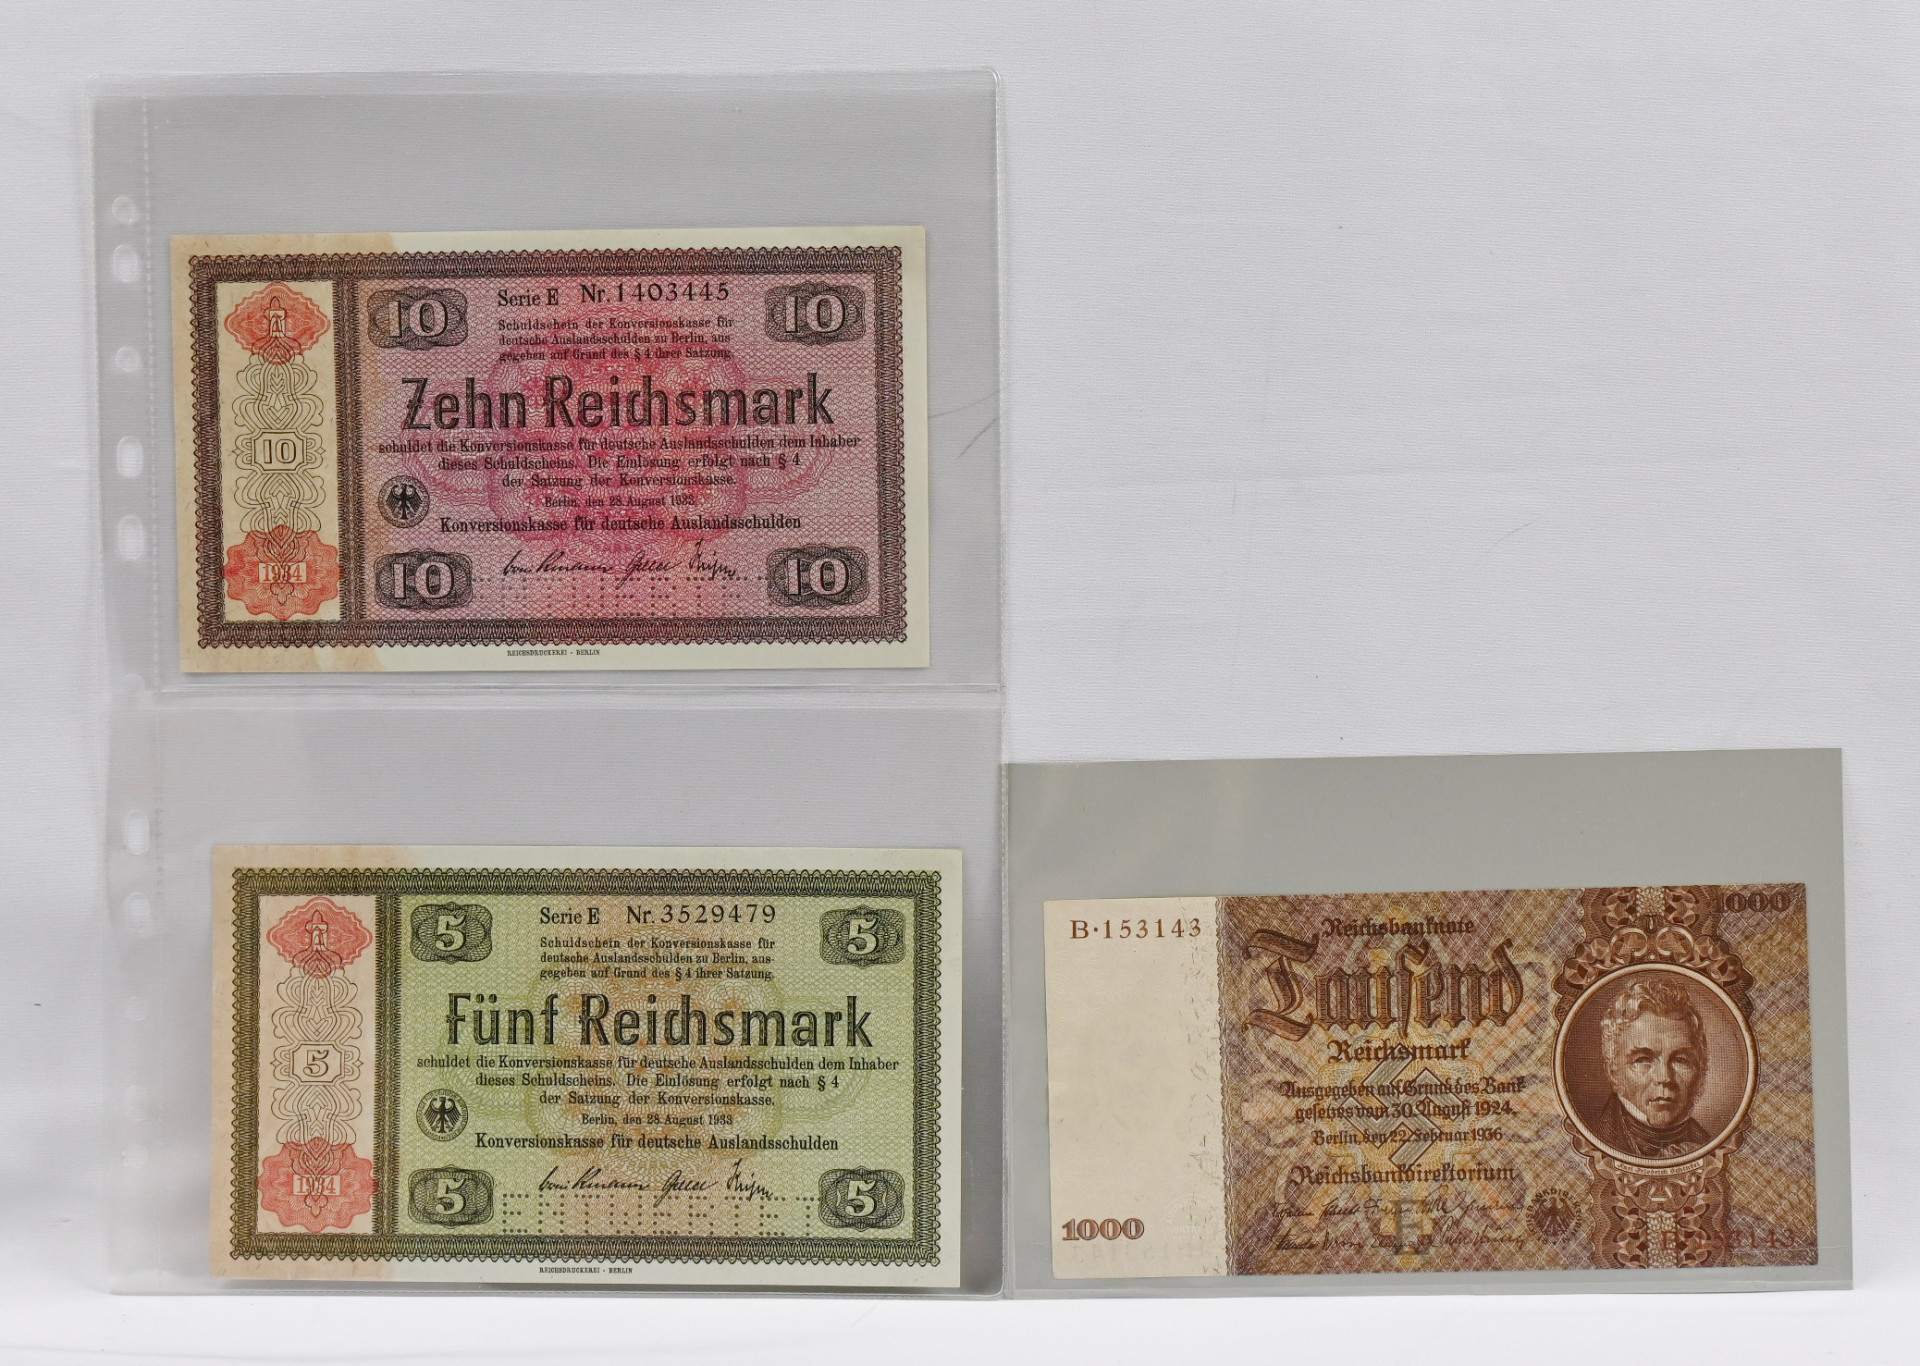 10
Serie E Nr. 1403445
10
Schuldschein der Konversionskasse für
deutsche Auslandsschulden zu Berlin, aus
gegeben auf Grund des § 4 ihrer Satzung.
Zehn Reichsmark
10
schuldet die Konversionskasse für deutsche Auslandsschulden dem Inhaber
dieses Schuldscheins. Die Einlösung erfolgt nach § 4
der Satzung der Konversionskasse.
Berlin, den 28. August 1933
Konversionskasse für deutsche Auslandsschulden
1934
10
10
REICHSDRUCKEREI - BERLIN
5
Serie E Nr. 3529479
5
Schuldschein der Konversionskasse für
deutsche Auslandsschulden zu Berlin, aus-
gegeben auf Grund des § 4 ihrer Satzung.
Fünf Reichsmark
5
schuldet die Konversionskasse für deutsche Auslandsschulden dem Inhaber
dieses Schuldscheins. Die Einlösung erfolgt nach § 4
der Satzung der Konversionskasse.
Berlin, den 28. August 1933
Konversionskasse für deutsche Auslandsschulden
1934
5
ENTWERTET
5
REICHSDRUCKEREI - BERLIN
B·153143
Reichsbanknote
1000
Tausend
Reichsmark
Ausgegeben auf Grund des Bank
gesetzes vom 30. August 1924.
Berlin, den 22. Februar 1936
Reichsbankdirektorium
Karl Friedrich Schinkel
1000
E
B·153143